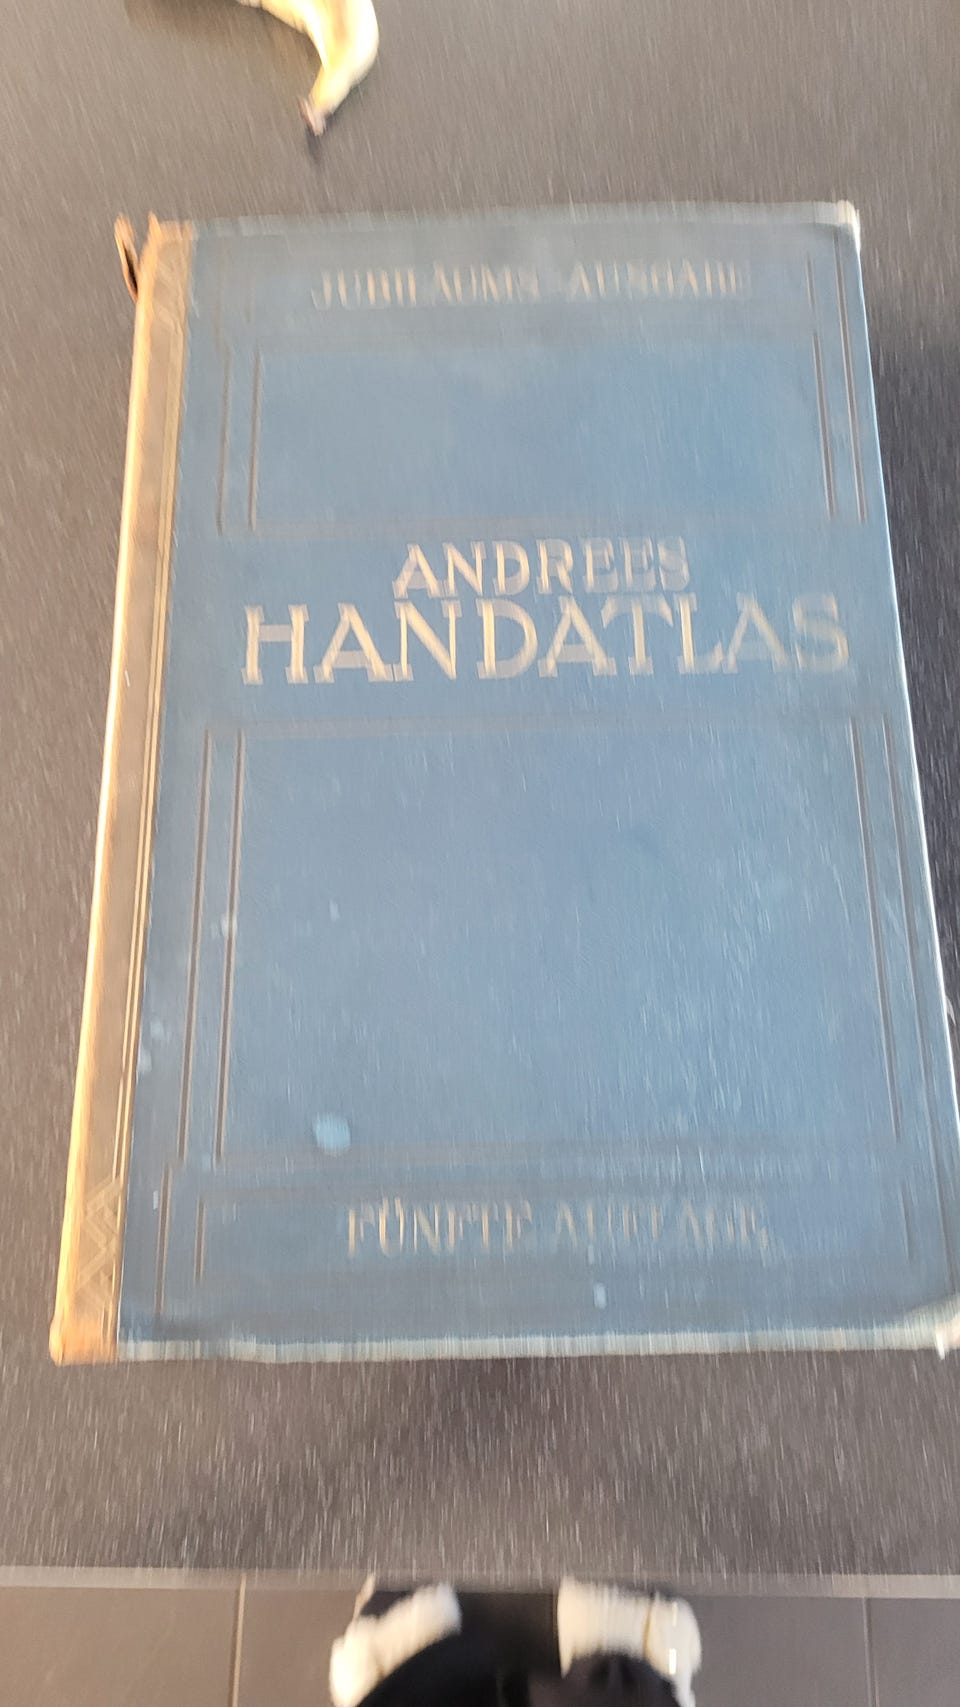 JUBILÄUMS-AUSGABE
ANDREES
HANDATLAS
FÜNFTE AUFLAGE